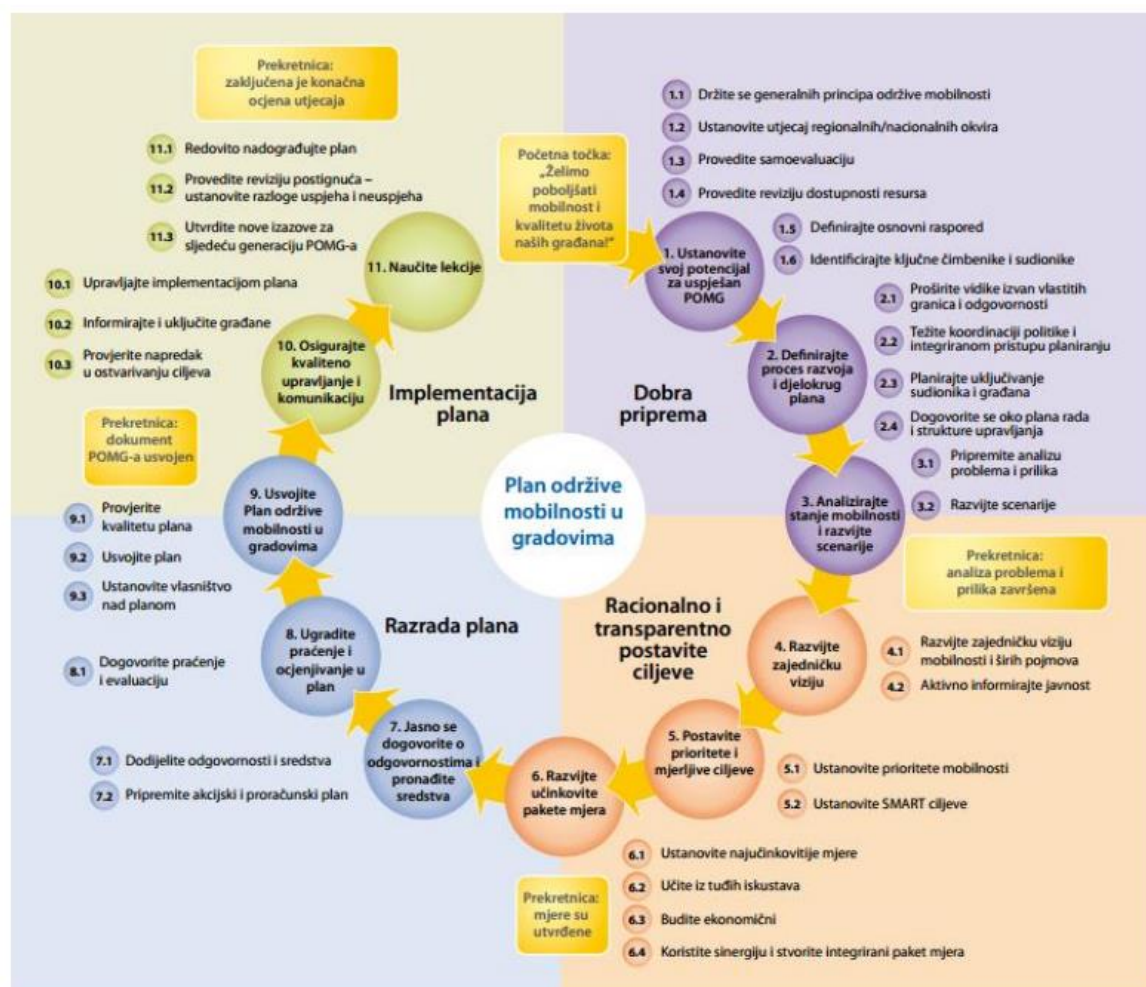 Početna točka:
„Želimo
poboljšati
mobilnost i
kvalitetu života
naših građana!”
1. Ustanovite
svoj potencijal
za uspješan
POMG
1.1 Držite se generalnih principa održive mobilnosti
1.2 Ustanovite utjecaj regionalnih/nacionalnih okvira
1.3 Provedite samoevaluaciju
1.4 Provedite reviziju dostupnosti resursa
1.5 Definirajte osnovni raspored
1.6 Identificirajte ključne čimbenike i sudionike
2. Definirajte
proces razvoja
i djelokrug
plana
2.1 Proširite vidike izvan vlastitih
granica i odgovornosti
2.2 Težite koordinaciji politike i
integriranom pristupu planiranju
2.3 Planirajte uključivanje
sudionika i građana
2.4 Dogovorite se oko plana rada
i strukture upravljanja
Dobra
priprema
3. Analizirajte
stanje mobilnosti
i razvijte
scenarije
3.1 Pripremite analizu
problema i prilika
3.2 Razvijte scenarije
Prekretnica:
analiza problema i
prilika završena
Plan održive
mobilnosti u
gradovima
Racionalno i
transparentno
postavite
ciljeve
4. Razvijte
zajedničku
viziju
4.1 Razvijte zajedničku viziju
mobilnosti i širih pojmova
4.2 Aktivno informirajte javnost
5. Postavite
prioritete i
mjerljive ciljeve
5.1 Ustanovite prioritete mobilnosti
5.2 Ustanovite SMART ciljeve
6. Razvijte
učinkovite
pakete mjera
6.1 Ustanovite najučinkovitije mjere
6.2 Učite iz tuđih iskustava
6.3 Budite ekonomični
6.4 Koristite sinergiju i stvorite integrirani paket mjera
Prekretnica:
mjere su
utvrđene
Razrada plana
7. Jasno se
dogovorite o
odgovornostima i
pronađite
sredstva
7.1 Dodijelite odgovornosti i sredstva
7.2 Pripremite akcijski i proračunski plan
8. Ugradite
praćenje i
ocjenjivanje u
plan
8.1 Dogovorite praćenje
i evaluaciju
9. Usvojite
Plan održive
mobilnosti u
gradovima
9.1 Provjerite
kvalitetu plana
9.2 Usvojite plan
9.3 Ustanovite vlasništvo
nad planom
Prekretnica:
dokument
POMG-a usvojen
Implementacija
plana
10. Osigurajte
kvaliteno
upravljanje i
komunikaciju
10.1 Upravljajte implementacijom plana
10.2 Informirajte i uključite građane
10.3 Provjerite napredak
u ostvarivanju ciljeva
11. Naučite lekcije
11.1 Redovito nadograđujte plan
11.2 Provedite reviziju postignuća –
ustanovite razloge uspjeha i neuspjeha
11.3 Utvrdite nove izazove za
sljedeću generaciju POMG-a
Prekretnica:
zaključena je konačna
ocjena utjecaja